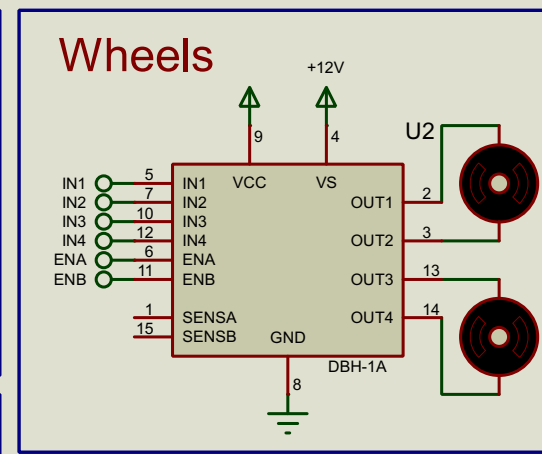 Wheels
+12V
9
4
U2
IN1 5 IN1 VCC VS
IN2 7 IN2 OUT1 2
IN3 10 IN3
IN4 12 IN4 OUT2 3
ENA 6 ENA
ENB 11 ENB OUT3 13
1 SENSA OUT4 14
15 SENSB GND
DBH-1A
8